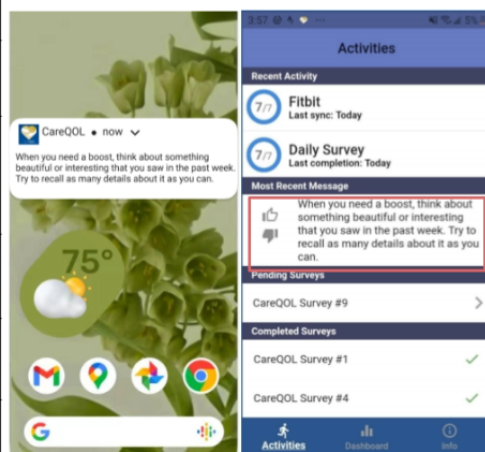 CareQOL • now
When you need a boost, think about something
beautiful or interesting that you saw in the past week.
Try to recall as many details about it as you can.
75°
3:57
5%
Activities
Recent Activity
7/7
Fitbit
Last sync: Today
7/7
Daily Survey
Last completion: Today
Most Recent Message
When you need a boost, think about
something beautiful or interesting
that you saw in the past week. Try to
recall as many details about it as you
can.
Pending Surveys
CareQOL Survey #9
Completed Surveys
CareQOL Survey #1
CareQOL Survey #4
Activities
Dashboard
Info